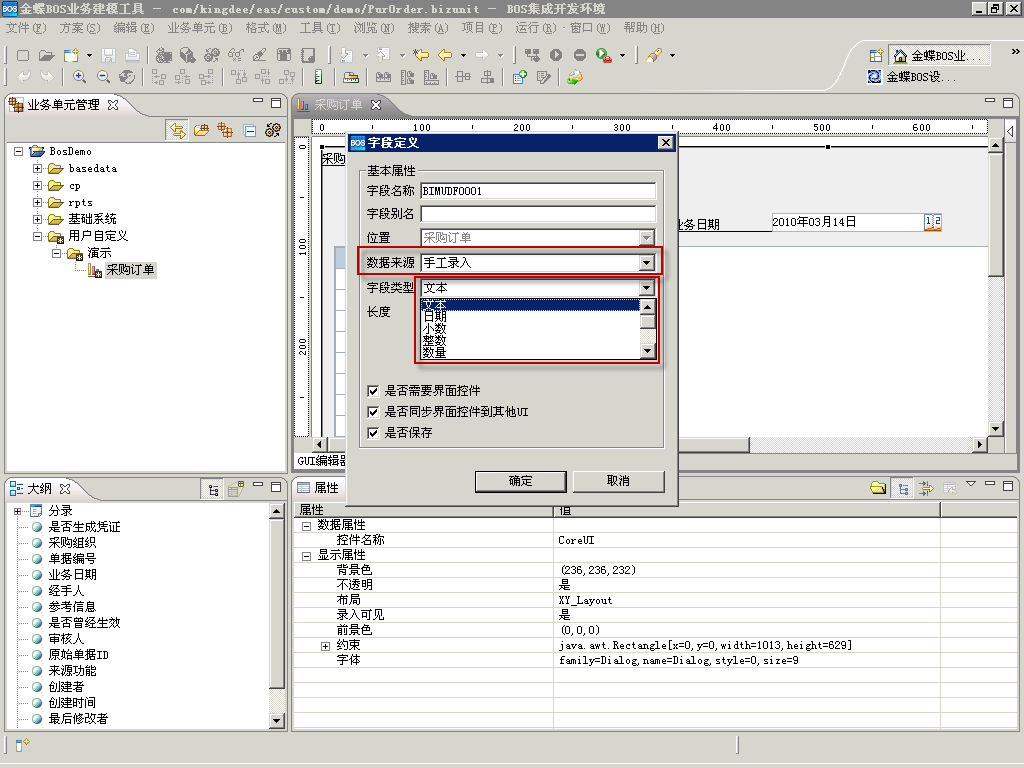 金蝶BOS业务建模工具 - com/kingdee/eas/custom/demo/PurOrder.bizunit - BOS集成开发环境
文件(F) 方案(S) 编辑(E) 业务单元(B) 格式(M) 工具(T) 浏览(N) 搜索(A) 项目(P) 运行(R) 窗口(W) 帮助(H)
金蝶BOS业...
金蝶BOS设...
业务单元管理
BosDemo
basedata
cp
rpts
基础系统
用户自定义
演示
采购订单
采购订单
0 100 200 300 400 500 600
0
100
200
采购
业务日期 2010年03月14日
GUI编辑器
BOS 字段定义
基本属性
字段名称 BIMUDF0001
字段别名
位置 采购订单
数据来源 手工录入
字段类型 文本
文本
日期
小数
整数
数量
长度
是否需要界面控件
是否同步界面控件到其他UI
是否保存
确定 取消
大纲
分录
是否生成凭证
采购组织
单据编号
业务日期
经手人
参考信息
是否曾经生效
审核人
原始单据ID
来源功能
创建者
创建时间
最后修改者
属性
属性 值
数据属性
控件名称 CoreUI
显示属性
背景色 (236,236,232)
不透明 是
布局 XY_Layout
录入可见 是
前景色 (0,0,0)
约束 java.awt.Rectangle[x=0,y=0,width=1013,height=629]
字体 family=Dialog,name=Dialog,style=0,size=9